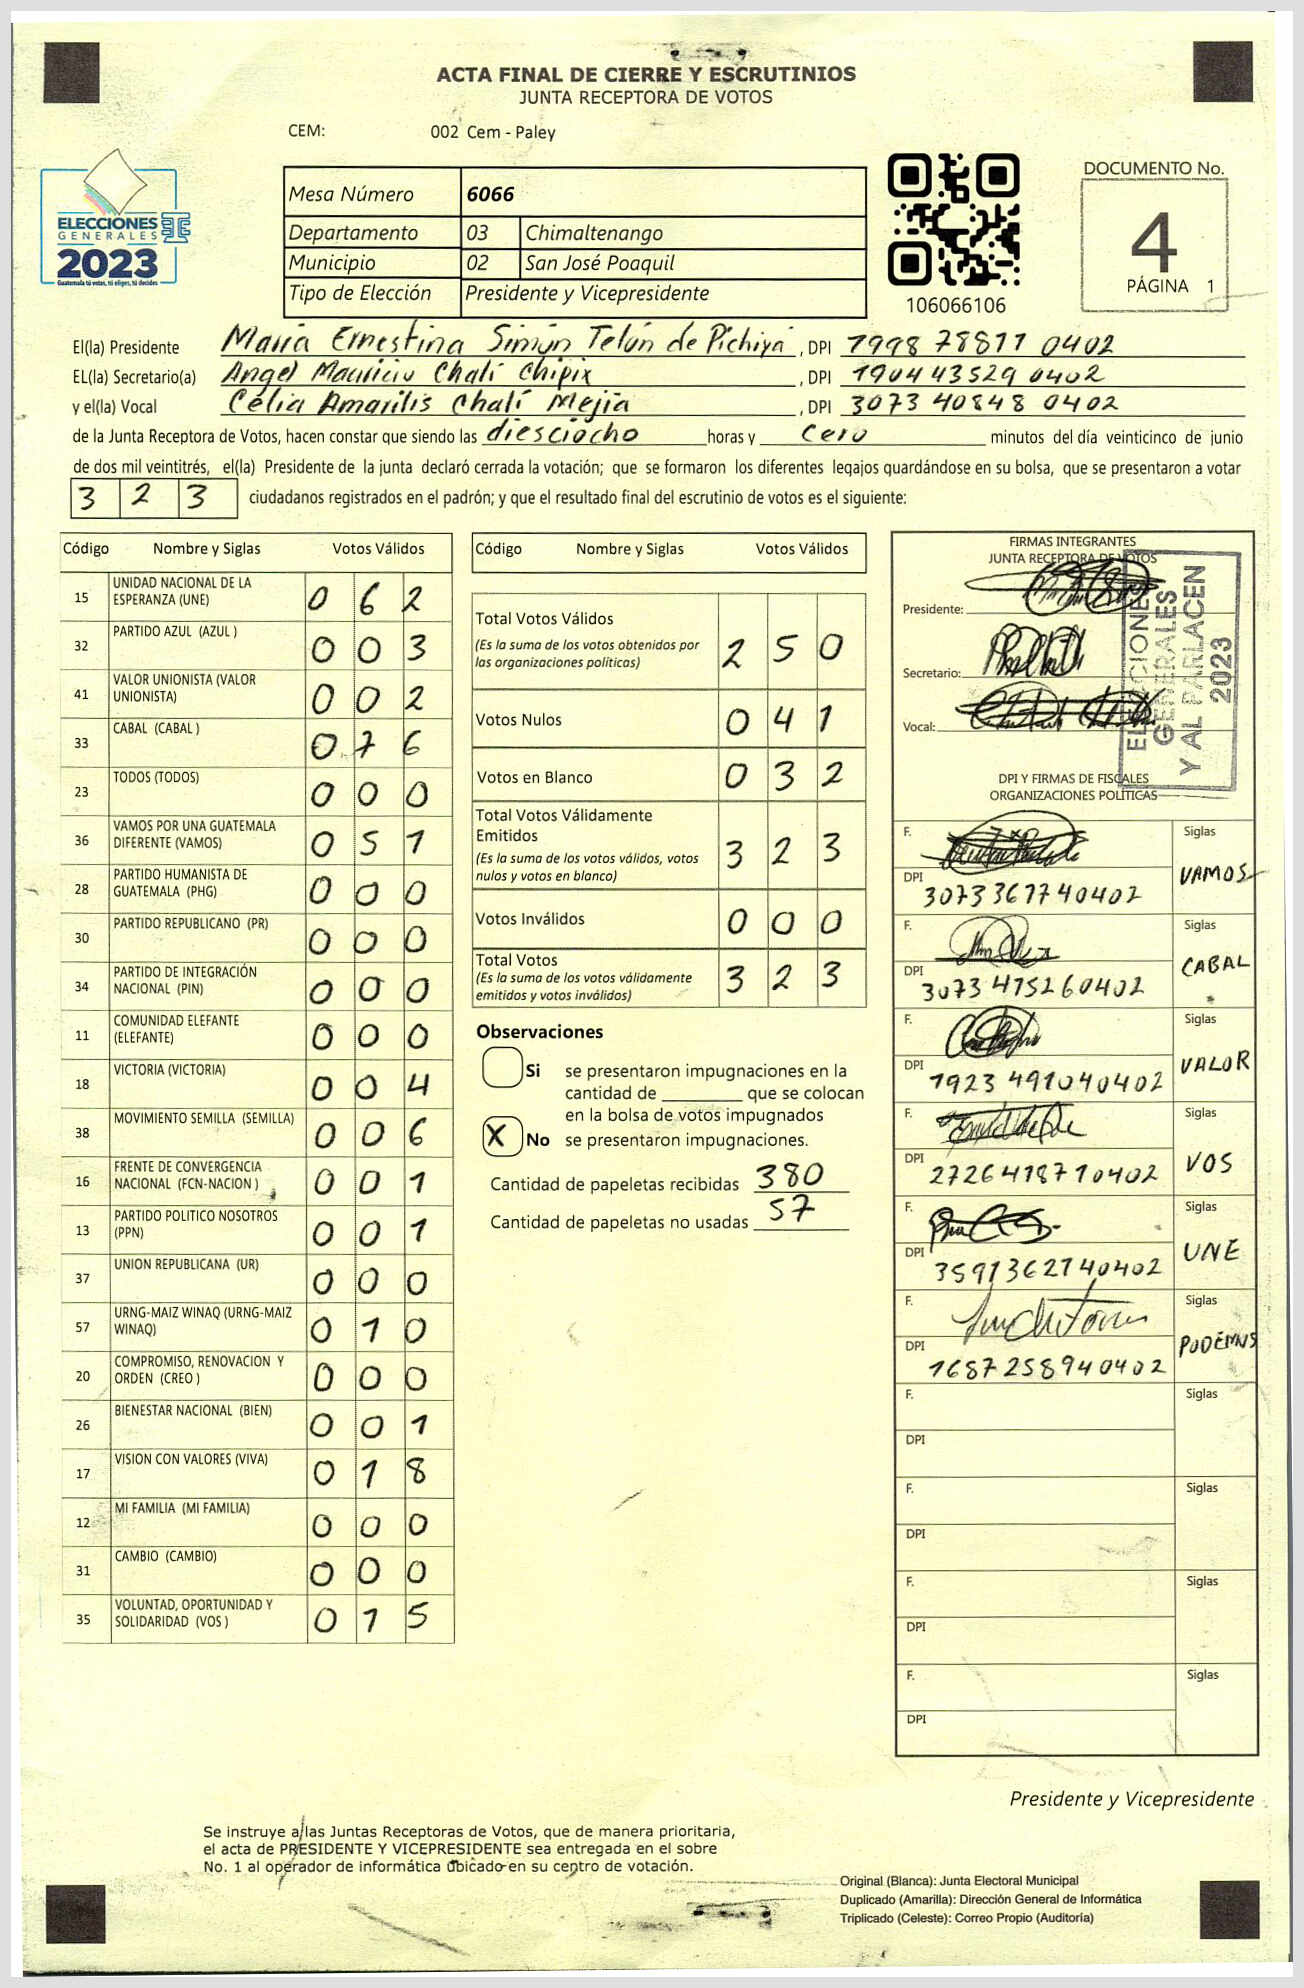 ACTA FINAL DE CIERRE Y ESCRUTINIOS
JUNTA RECEPTORA DE VOTOS
CEM: 002 Cem - Paley
ELECCIONES
GENERALES
2023
Guatemala tú votas, tú eliges, tú decides
Mesa Número 6066
Departamento 03 Chimaltenango
Municipio 02 San José Poaquil
Tipo de Elección Presidente y Vicepresidente
106066106
DOCUMENTO No.
4
PÁGINA 1
El(la) Presidente María Ernestina Simún Telón de Pichiyá , DPI 1998 78811 0402
EL(la) Secretario(a) Angel Mauricio Chalí Chipix , DPI 1904 43529 0402
y el(la) Vocal Célia Amarilis Chalí Mejía , DPI 3073 40848 0402
de la Junta Receptora de Votos, hacen constar que siendo las diesciocho horas y cero minutos del día veinticinco de junio
de dos mil veintitrés, el(la) Presidente de la junta declaró cerrada la votación; que se formaron los diferentes legajos quardándose en su bolsa, que se presentaron a votar
3 2 3 ciudadanos registrados en el padrón; y que el resultado final del escrutinio de votos es el siguiente:
Código Nombre y Siglas Votos Válidos
15 UNIDAD NACIONAL DE LA ESPERANZA (UNE) 0 6 2
32 PARTIDO AZUL (AZUL ) 0 0 3
41 VALOR UNIONISTA (VALOR UNIONISTA) 0 0 2
33 CABAL (CABAL ) 0 7 6
23 TODOS (TODOS) 0 0 0
36 VAMOS POR UNA GUATEMALA DIFERENTE (VAMOS) 0 5 1
28 PARTIDO HUMANISTA DE GUATEMALA (PHG) 0 0 0
30 PARTIDO REPUBLICANO (PR) 0 0 0
34 PARTIDO DE INTEGRACIÓN NACIONAL (PIN) 0 0 0
11 COMUNIDAD ELEFANTE (ELEFANTE) 0 0 0
18 VICTORIA (VICTORIA) 0 0 4
38 MOVIMIENTO SEMILLA (SEMILLA) 0 0 6
16 FRENTE DE CONVERGENCIA NACIONAL (FCN-NACION ) 0 0 1
13 PARTIDO POLITICO NOSOTROS (PPN) 0 0 1
37 UNION REPUBLICANA (UR) 0 0 0
57 URNG-MAIZ WINAQ (URNG-MAIZ WINAQ) 0 1 0
20 COMPROMISO, RENOVACION Y ORDEN (CREO ) 0 0 0
26 BIENESTAR NACIONAL (BIEN) 0 0 1
17 VISION CON VALORES (VIVA) 0 1 8
12 MI FAMILIA (MI FAMILIA) 0 0 0
31 CAMBIO (CAMBIO) 0 0 0
35 VOLUNTAD, OPORTUNIDAD Y SOLIDARIDAD (VOS ) 0 1 5
Código Nombre y Siglas Votos Válidos
Total Votos Válidos
(Es la suma de los votos obtenidos por las organizaciones políticas) 2 5 0
Votos Nulos 0 4 1
Votos en Blanco 0 3 2
Total Votos Válidamente Emitidos
(Es la suma de los votos válidos, votos nulos y votos en blanco) 3 2 3
Votos Inválidos 0 0 0
Total Votos
(Es la suma de los votos válidamente emitidos y votos inválidos) 3 2 3
Observaciones
Si se presentaron impugnaciones en la
cantidad de ________ que se colocan
en la bolsa de votos impugnados
X No se presentaron impugnaciones.
Cantidad de papeletas recibidas 380
Cantidad de papeletas no usadas 57
FIRMAS INTEGRANTES
JUNTA RECEPTORA DE VOTOS
Presidente:
Secretario:
Vocal:
ELECCIONES
GENERALES
Y AL PARLACEN
2023
DPI Y FIRMAS DE FISCALES
ORGANIZACIONES POLÍTICAS
F. Siglas VAMOS
DPI 3073 36774 0402
F. Siglas CABAL
DPI 3073 47526 0402
F. Siglas VALOR
DPI 1923 49104 0402
F. Siglas VOS
DPI 2726 41871 0402
F. Siglas UNE
DPI 3591 36274 0402
F. Siglas PODEMOS
DPI 1687 25894 0402
F. Siglas
DPI
F. Siglas
DPI
F. Siglas
DPI
F. Siglas
DPI
Presidente y Vicepresidente
Se instruye a las Juntas Receptoras de Votos, que de manera prioritaria,
el acta de PRESIDENTE Y VICEPRESIDENTE sea entregada en el sobre
No. 1 al operador de informática ubicado en su centro de votación.
Original (Blanca): Junta Electoral Municipal
Duplicado (Amarilla): Dirección General de Informática
Triplicado (Celeste): Correo Propio (Auditoría)